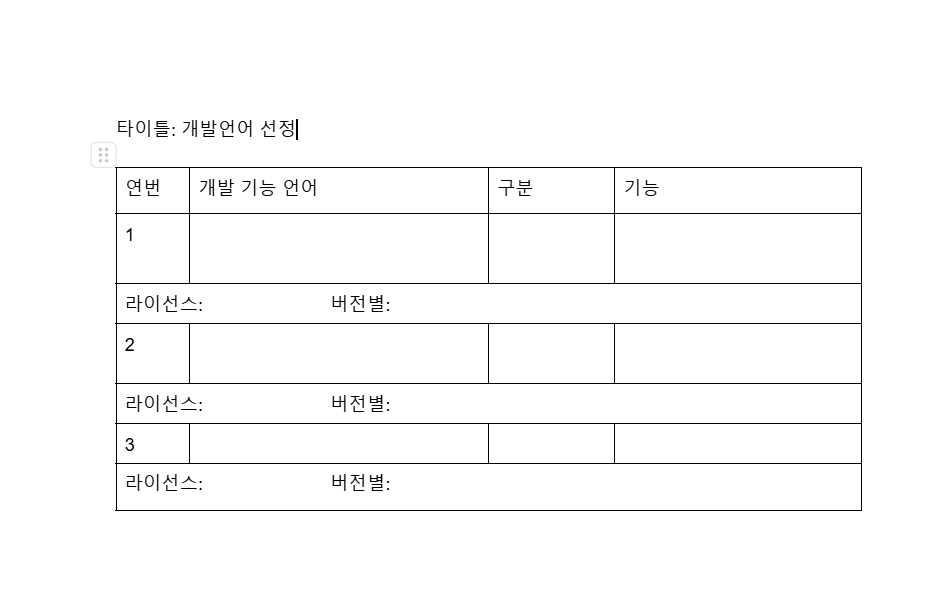 타이틀: 개발언어 선정
연번 개발 기능 언어 구분 기능
1
라이선스: 버전별:
2
라이선스: 버전별:
3
라이선스: 버전별: